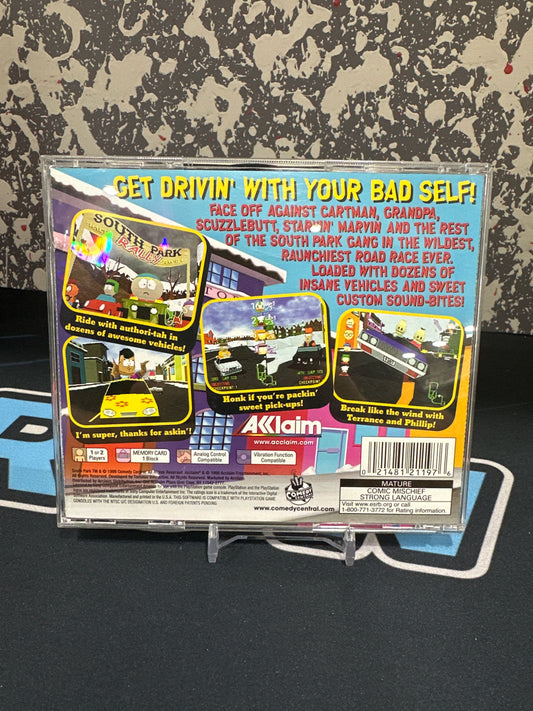 GET DRIVIN' WITH YOUR BAD SELF!
FACE OFF AGAINST CARTMAN, GRANDPA,
SCUZZLEBUTT, STARVIN' MARVIN AND THE REST
OF THE SOUTH PARK GANG IN THE WILDEST,
RAUNCHIEST ROAD RACE EVER.
LOADED WITH DOZENS OF
INSANE VEHICLES AND SWEET
CUSTOM SOUND-BITES!
SOUTH PARK
RALLY
Ride with authori-tah in
dozens of awesome vehicles!
I'm super, thanks for askin'!
Honk if you're packin'
sweet pick-ups!
Break like the wind with
Terrance and Phillip!
AKKlaim
www.acclaim.com
1 or 2
Players
MEMORY CARD
1 Block
Analog Control
Compatible
Vibration Function
Compatible
0 21481 21197 6
MATURE
COMIC MISCHIEF
STRONG LANGUAGE
Visit www.esrb.org or call
1-800-771-3772 for Rating information.
COMEDY
CENTRAL
www.comedycentral.com